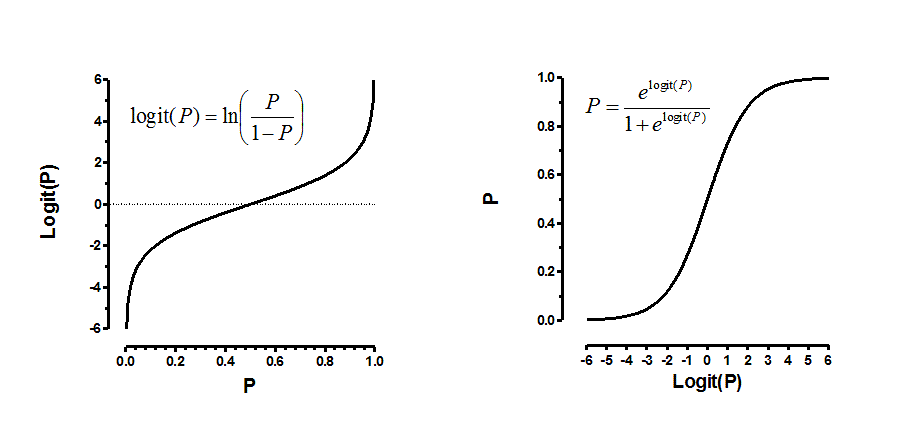 Logit(P)
6
4
2
0
-2
-4
-6
logit(P) = ln(P / 1 − P)
0.0 0.2 0.4 0.6 0.8 1.0
P
P
1.0
0.8
0.6
0.4
0.2
0.0
P = e^logit(P) / 1 + e^logit(P)
-6 -5 -4 -3 -2 -1 0 1 2 3 4 5 6
Logit(P)